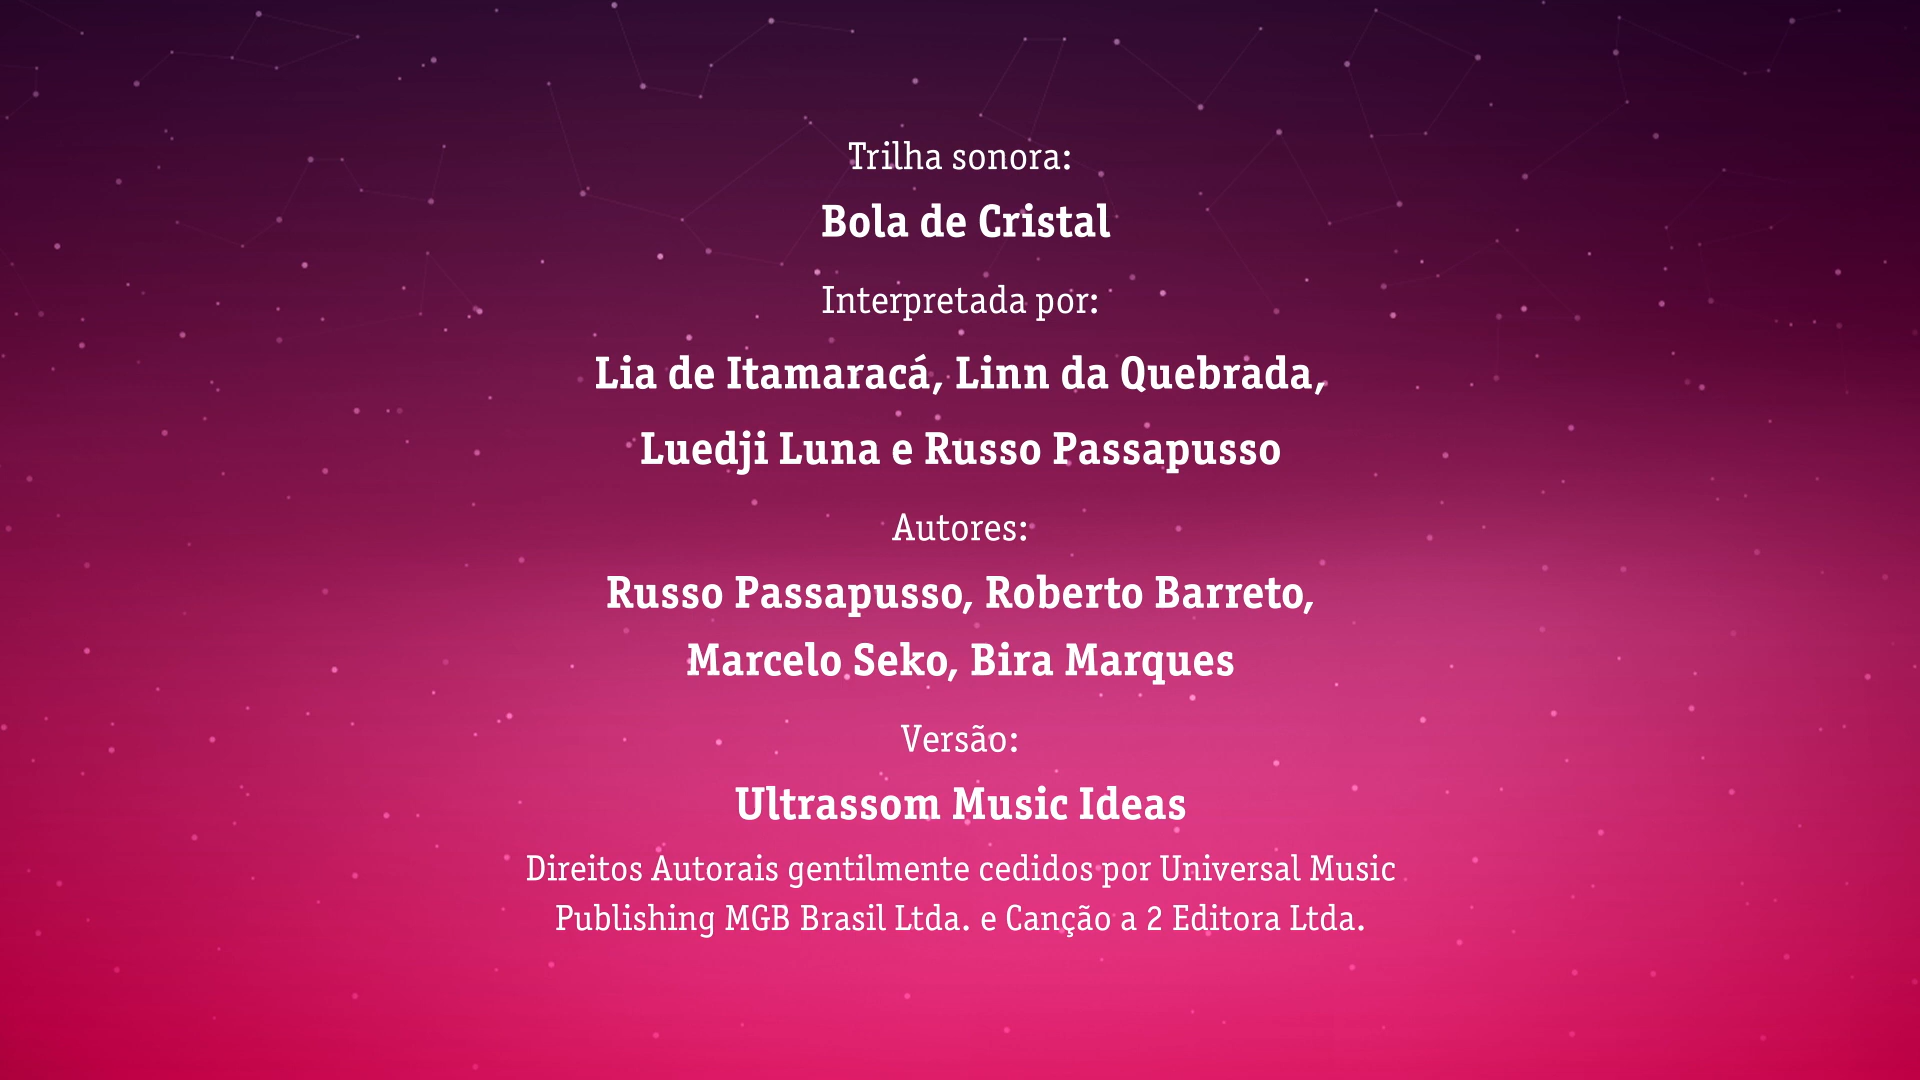 Trilha sonora:
Bola de Cristal
Interpretada por:
Lia de Itamaracá, Linn da Quebrada,
Luedji Luna e Russo Passapusso
Autores:
Russo Passapusso, Roberto Barreto,
Marcelo Seko, Bira Marques
Versão:
Ultrassom Music Ideas
Direitos Autorais gentilmente cedidos por Universal Music
Publishing MGB Brasil Ltda. e Canção a 2 Editora Ltda.